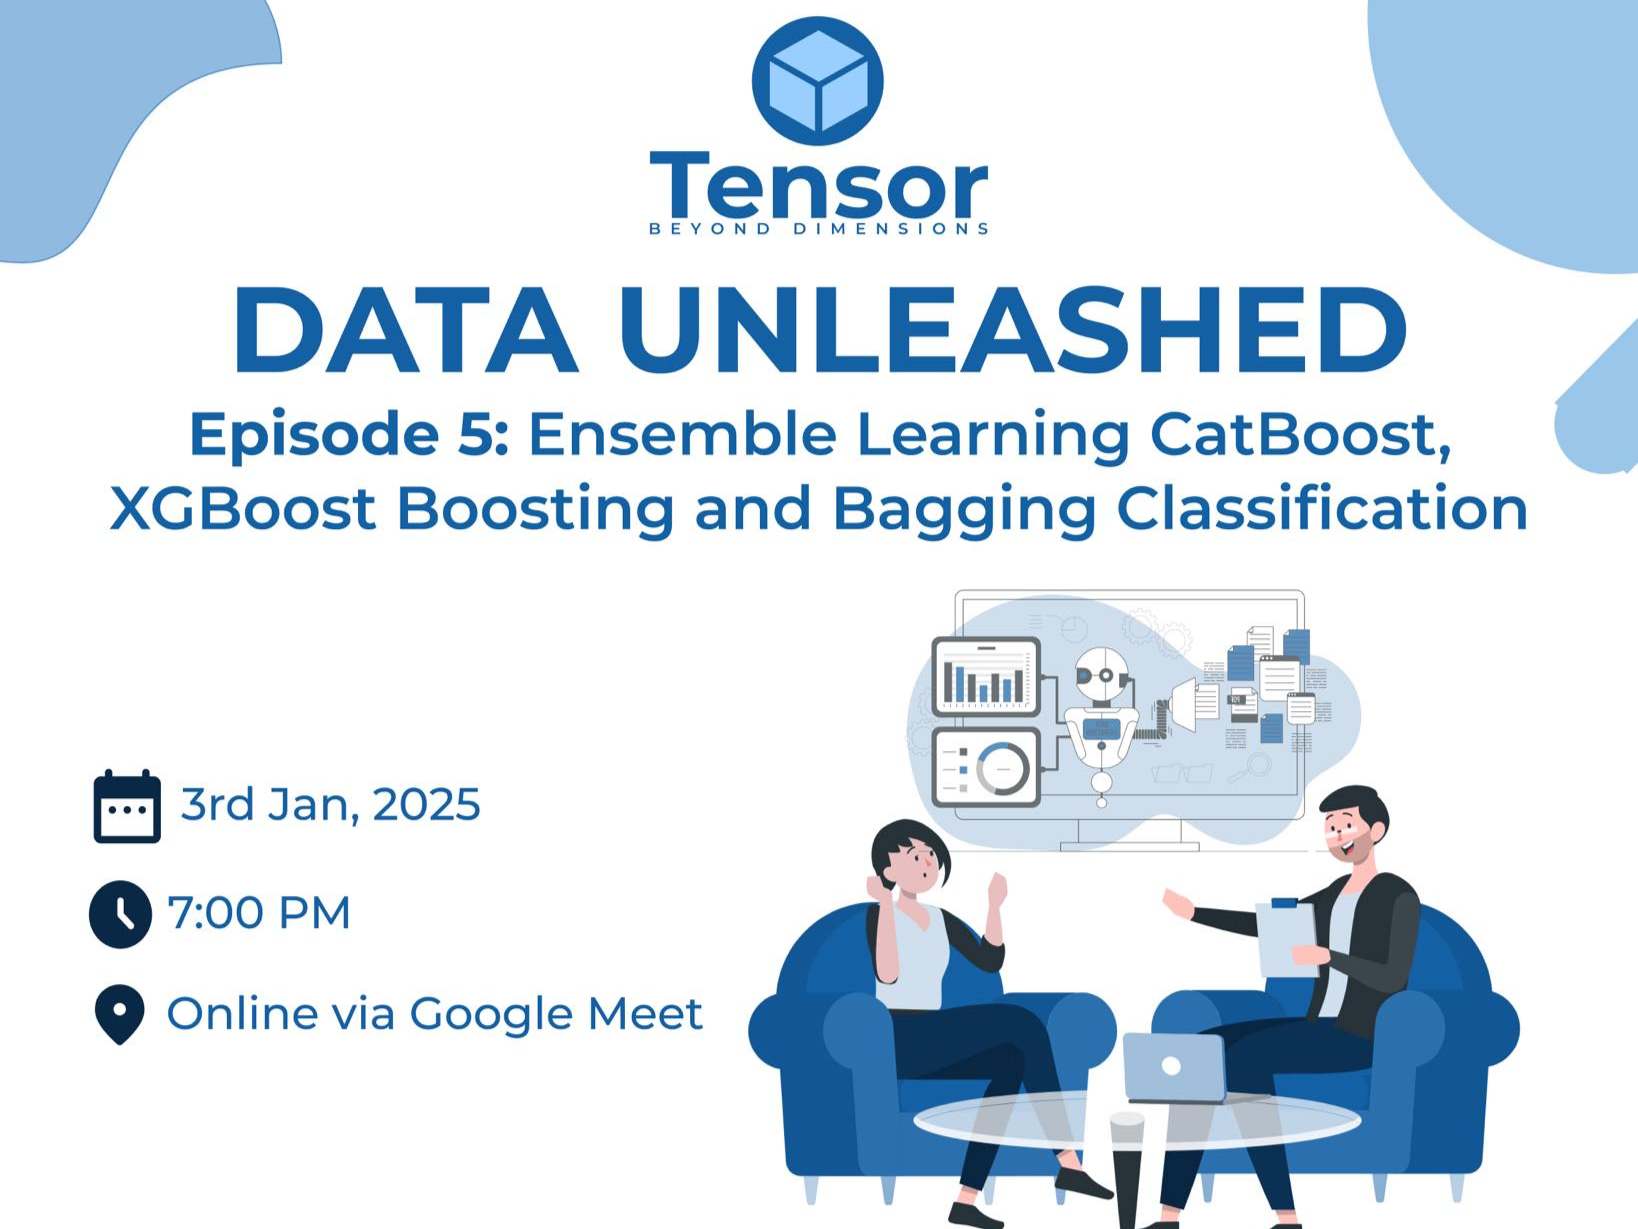 Tensor
BEYOND DIMENSIONS
DATA UNLEASHED
Episode 5: Ensemble Learning CatBoost,
XGBoost Boosting and Bagging Classification
3rd Jan, 2025
7:00 PM
Online via Google Meet